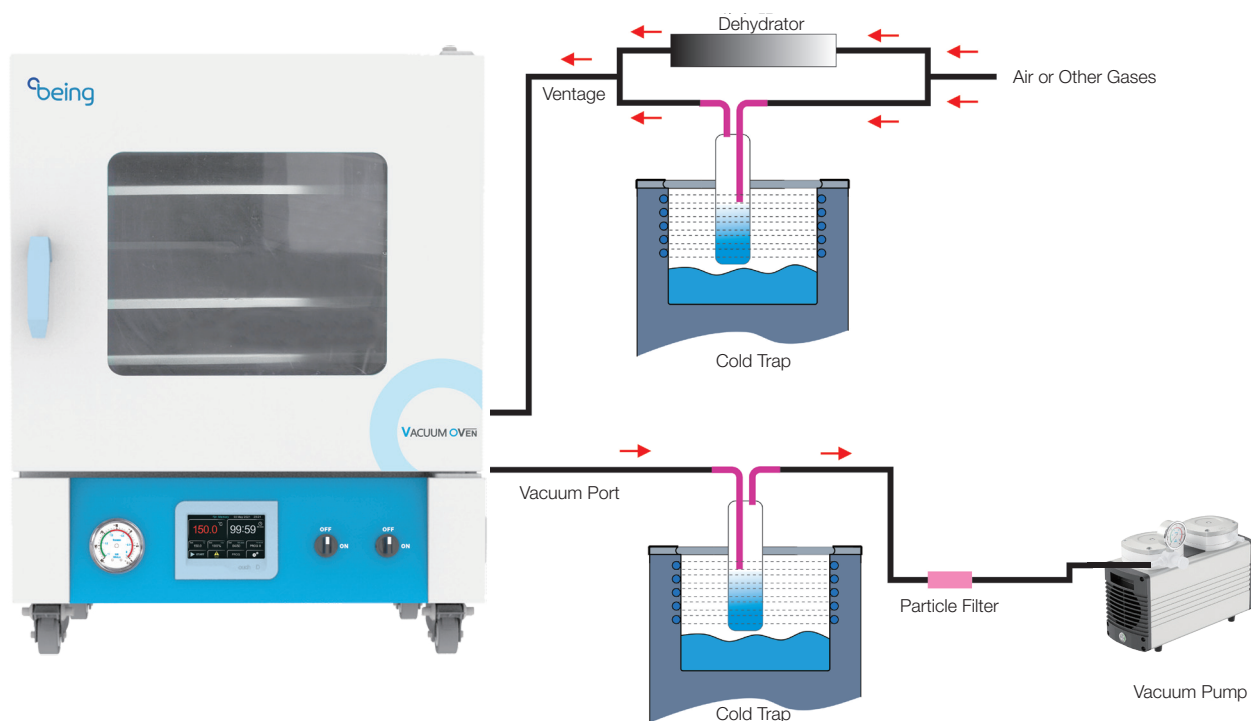 Dehydrator
Air or Other Gases
Ventage
being
Cold Trap
VACUUM OVEN
Vacuum Port
150.0
99:59
OFF
ON
OFF
ON
Particle Filter
Vacuum Pump
Cold Trap